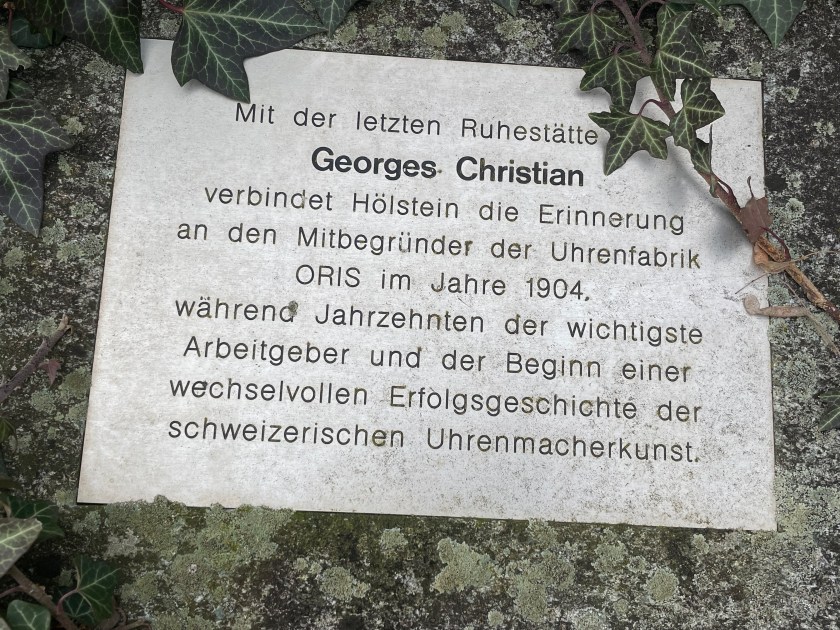 Mit der letzten Ruhestätte
Georges Christian
verbindet Hölstein die Erinnerung
an den Mitbegründer der Uhrenfabrik
ORIS im Jahre 1904,
während Jahrzehnten der wichtigste
Arbeitgeber und der Beginn einer
wechselvollen Erfolgsgeschichte der
schweizerischen Uhrenmacherkunst.